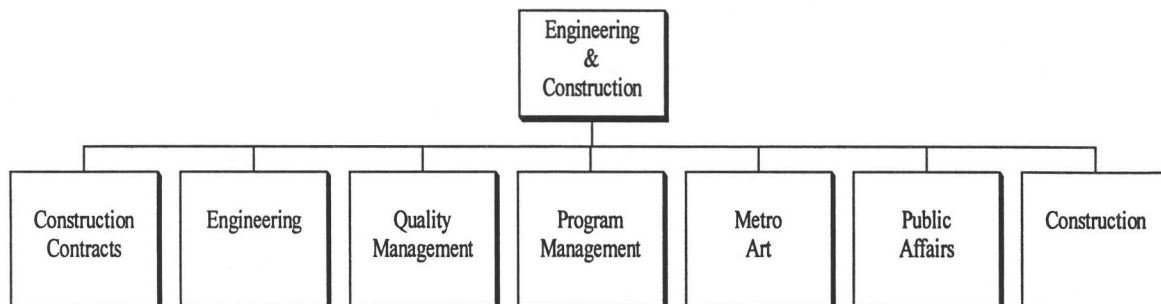 Engineering
&
Construction
Construction
Contracts
Engineering
Quality
Management
Program
Management
Metro
Art
Public
Affairs
Construction